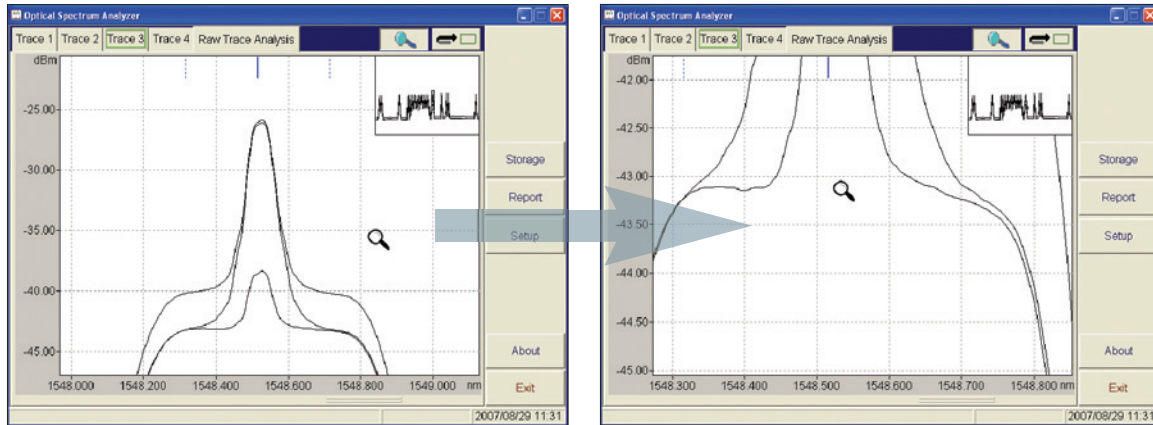 Optical Spectrum Analyzer
Trace 1 Trace 2 Trace 3 Trace 4 Raw Trace Analysis
dBm
-25.00
-30.00
-35.00
-40.00
-45.00
1548.000 1548.200 1548.400 1548.600 1548.800 1549.000 nm
Storage
Report
Setup
About
Exit
2007/08/29 11:31
Optical Spectrum Analyzer
Trace 1 Trace 2 Trace 3 Trace 4 Raw Trace Analysis
dBm
-42.00
-42.50
-43.00
-43.50
-44.00
-44.50
-45.00
1548.300 1548.400 1548.500 1548.600 1548.700 1548.800 nm
Storage
Report
Setup
About
Exit
2007/08/29 11:31